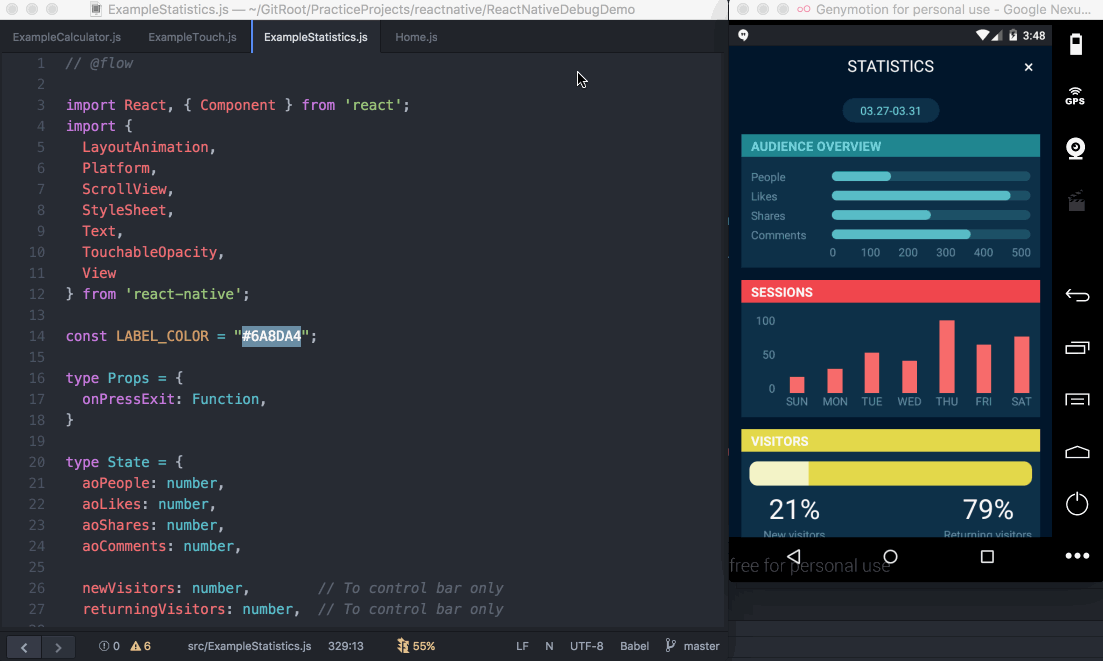 ExampleStatistics.js — ~/GitRoot/PracticeProjects/reactnative/ReactNativeDebugDemo
ExampleCalculator.js ExampleTouch.js ExampleStatistics.js Home.js
1 // @flow
2
3 import React, { Component } from 'react';
4 import {
5 LayoutAnimation,
6 Platform,
7 ScrollView,
8 StyleSheet,
9 Text,
10 TouchableOpacity,
11 View
12 } from 'react-native';
13
14 const LABEL_COLOR = "#6A8DA4";
15
16 type Props = {
17 onPressExit: Function,
18 }
19
20 type State = {
21 aoPeople: number,
22 aoLikes: number,
23 aoShares: number,
24 aoComments: number,
25
26 newVisitors: number, // To control bar only
27 returningVisitors: number, // To control bar only
28
0 6 src/ExampleStatistics.js 329:13 55% LF N UTF-8 Babel master
Genymotion for personal use - Google Nexu...
3:48
STATISTICS ×
03.27-03.31
AUDIENCE OVERVIEW
People
Likes
Shares
Comments
0 100 200 300 400 500
SESSIONS
100
50
0
SUN MON TUE WED THU FRI SAT
VISITORS
21% 79%
New visitors Returning visitors
free for personal use
GPS